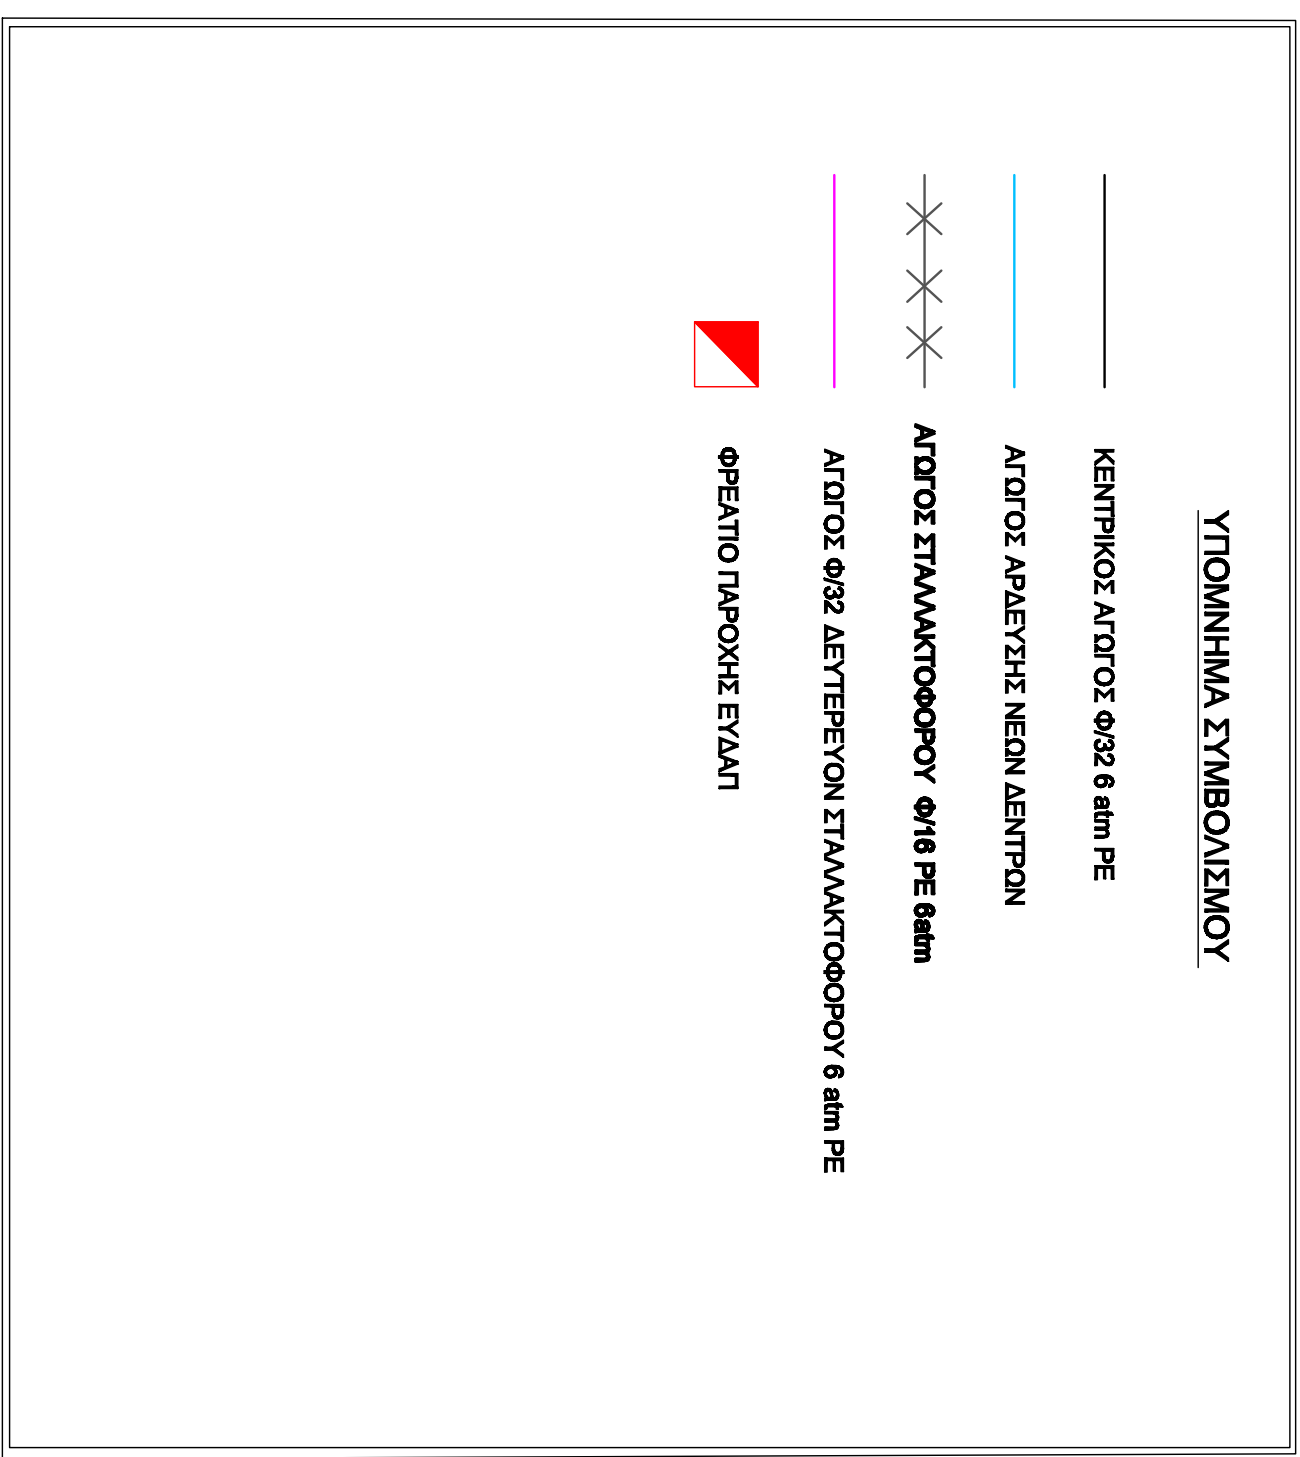 ΥΠΟΜΝΗΜΑ ΣΥΜΒΟΛΙΣΜΟΥ
ΚΕΝΤΡΙΚΟΣ ΑΓΩΓΟΣ Φ/32 6 atm PE
ΑΓΩΓΟΣ ΑΡΔΕΥΣΗΣ ΝΕΩΝ ΔΕΝΤΡΩΝ
ΑΓΩΓΟΣ ΣΤΑΛΛΑΚΤΟΦΟΡΟΥ Φ/16 PE 6atm
ΑΓΩΓΟΣ Φ/32 ΔΕΥΤΕΡΕΥΟΝ ΣΤΑΛΛΑΚΤΟΦΟΡΟΥ 6 atm PE
ΦΡΕΑΤΙΟ ΠΑΡΟΧΗΣ ΕΥΔΑΠ